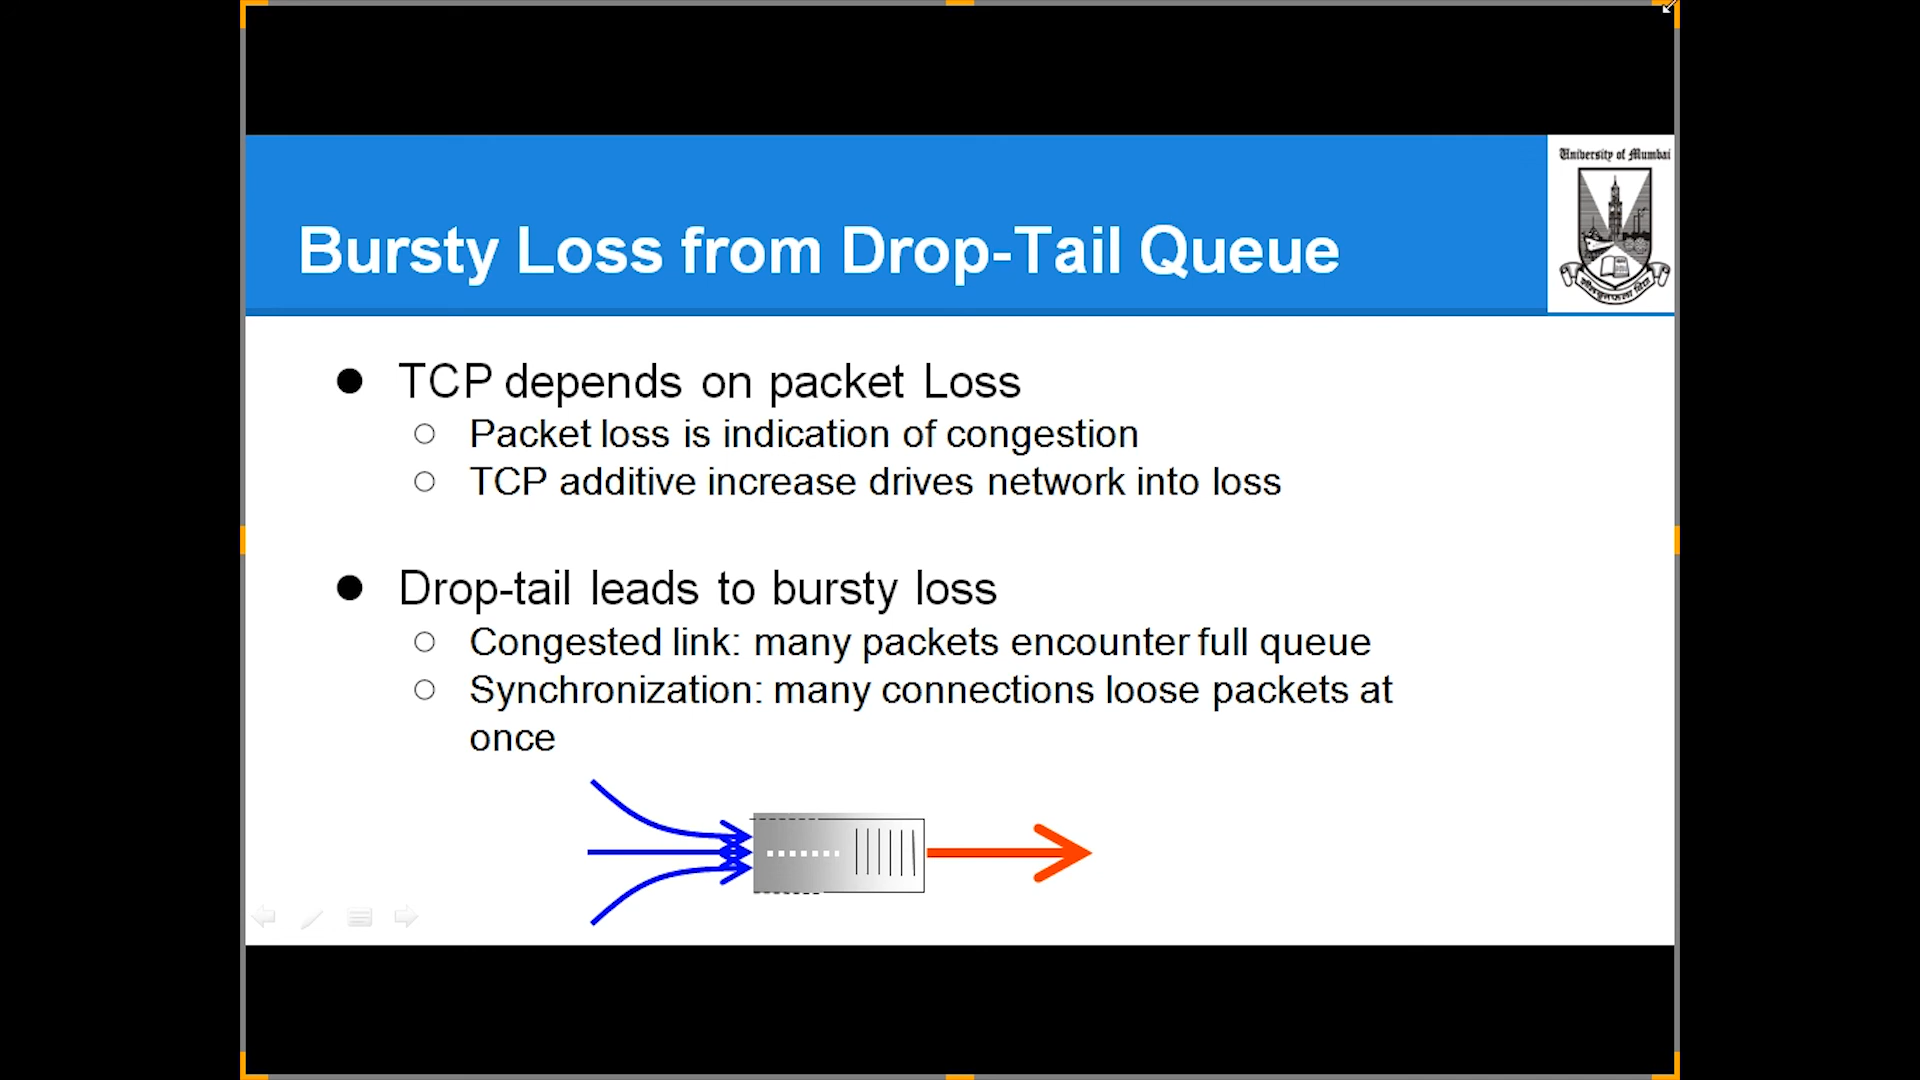 University of Mumbai
Bursty Loss from Drop-Tail Queue
● TCP depends on packet Loss
○ Packet loss is indication of congestion
○ TCP additive increase drives network into loss
● Drop-tail leads to bursty loss
○ Congested link: many packets encounter full queue
○ Synchronization: many connections loose packets at
once